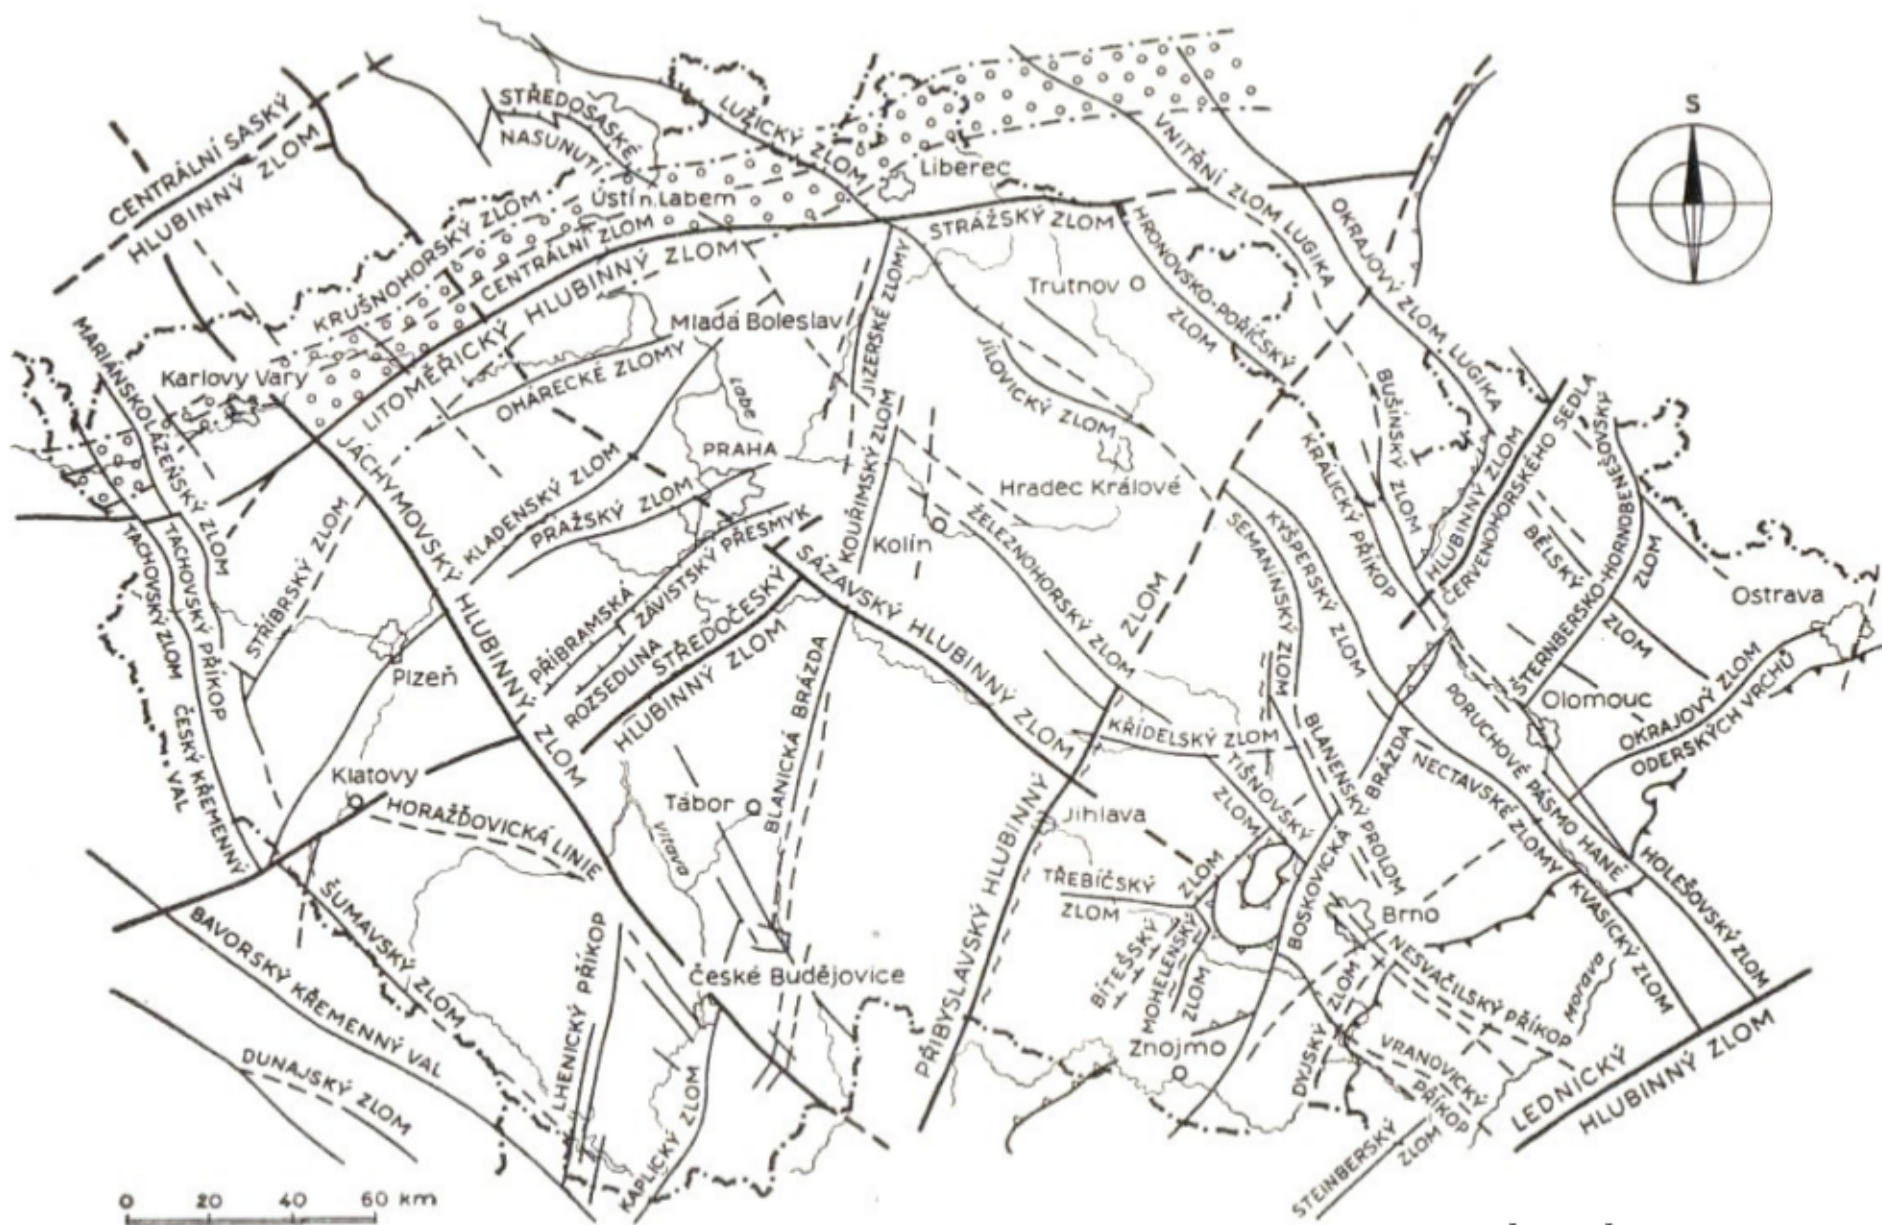 S
CENTRÁLNÍ SASKÝ
HLUBINNÝ ZLOM
STŘEDOSASKÉ
NASUNUTÍ
LUŽICKÝ ZLOM
Liberec
Ústí n. Labem
KRUŠNOHORSKÝ ZLOM
CENTRÁLNÍ ZLOM
LITOMĚŘICKÝ HLUBINNÝ ZLOM
STRÁŽSKÝ ZLOM
VNITŘNÍ ZLOM LUGIKA
OKRAJOVÝ ZLOM LUGIKA
HRONOVSKO-POŘÍČSKÝ
ZLOM
Trutnov
JIZERSKÉ ZLOMY
Mladá Boleslav
OHÁRECKÉ ZLOMY
Labe
JÍLOVICKÝ ZLOM
MARIÁNSKOLÁZEŇSKÝ ZLOM
Karlovy Vary
JÁCHYMOVSKÝ HLUBINNÝ ZLOM
KLADENSKÝ ZLOM
PRAHA
PRAŽSKÝ ZLOM
ZÁVISTSKÝ PŘESMYK
KOUŘIMSKÝ ZLOM
Kolín
Hradec Králové
ŽELEZNOHORSKÝ ZLOM
BUŠÍNSKÝ ZLOM
KRÁLICKÝ PŘÍKOP
HLUBINNÝ ZLOM
ČERVENOHORSKÉHO SEDLA
ŠTERNBERSKO-HORNOBENEŠOVSKÝ
ZLOM
BĚLSKÝ
ZLOM
Ostrava
KYŠPERSKÝ ZLOM
SEMANÍNSKÝ ZLOM
TACHOVSKÝ ZLOM
TACHOVSKÝ PŘÍKOP
STŘÍBRSKÝ ZLOM
Plzeň
PŘÍBRAMSKÁ
ROZSEDLINA
STŘEDOČESKÝ
HLUBINNÝ ZLOM
SÁZAVSKÝ HLUBINNÝ ZLOM
BLANICKÁ BRÁZDA
ČESKÝ KŘEMENNÝ
VAL
Klatovy
HORAŽĎOVICKÁ LINIE
Tábor
Vltava
ZLOM
KŘÍDELSKÝ ZLOM
TIŠNOVSKÝ
ZLOM
BLANENSKÝ PROLOM
BOSKOVICKÁ
BRÁZDA
NECTAVSKÉ ZLOMY
PORUCHOVÉ PÁSMO HANÉ
Olomouc
OKRAJOVÝ ZLOM
ODERSKÝCH VRCHŮ
Jihlava
PŘIBYSLAVSKÝ HLUBINNÝ
TŘEBÍČSKÝ
ZLOM
BÍTEŠSKÝ
ZLOM
MOHELENSKÝ
ZLOM
Brno
KVASICKÝ ZLOM
HOLEŠOVSKÝ ZLOM
NESVAČILSKÝ PŘÍKOP
Morava
BAVORSKÝ KŘEMENNÝ VAL
ŠUMAVSKÝ ZLOM
DUNAJSKÝ ZLOM
LHENICKÝ PŘÍKOP
České Budějovice
KAPLICKÝ ZLOM
Znojmo
DYJSKÝ ZLOM
VRANOVICKÝ
PŘÍKOP
STEINBERSKÝ
ZLOM
LEDNICKÝ
HLUBINNÝ ZLOM
0 20 40 60 km